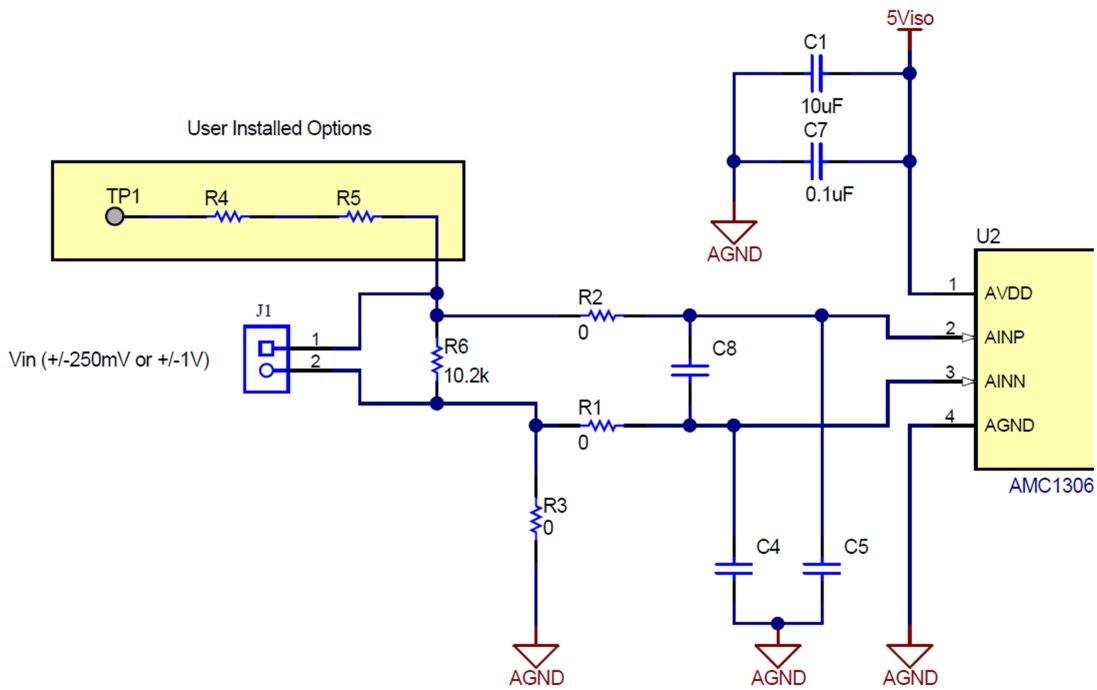 5Viso
C1
10uF
C7
0.1uF
AGND
User Installed Options
TP1
R4
R5
J1
1
2
Vin (+/-250mV or +/-1V)
R6
10.2k
R2
0
C8
R1
0
R3
0
AGND
C4
C5
AGND
U2
1
AVDD
2
AINP
3
AINN
4
AGND
AMC1306
AGND